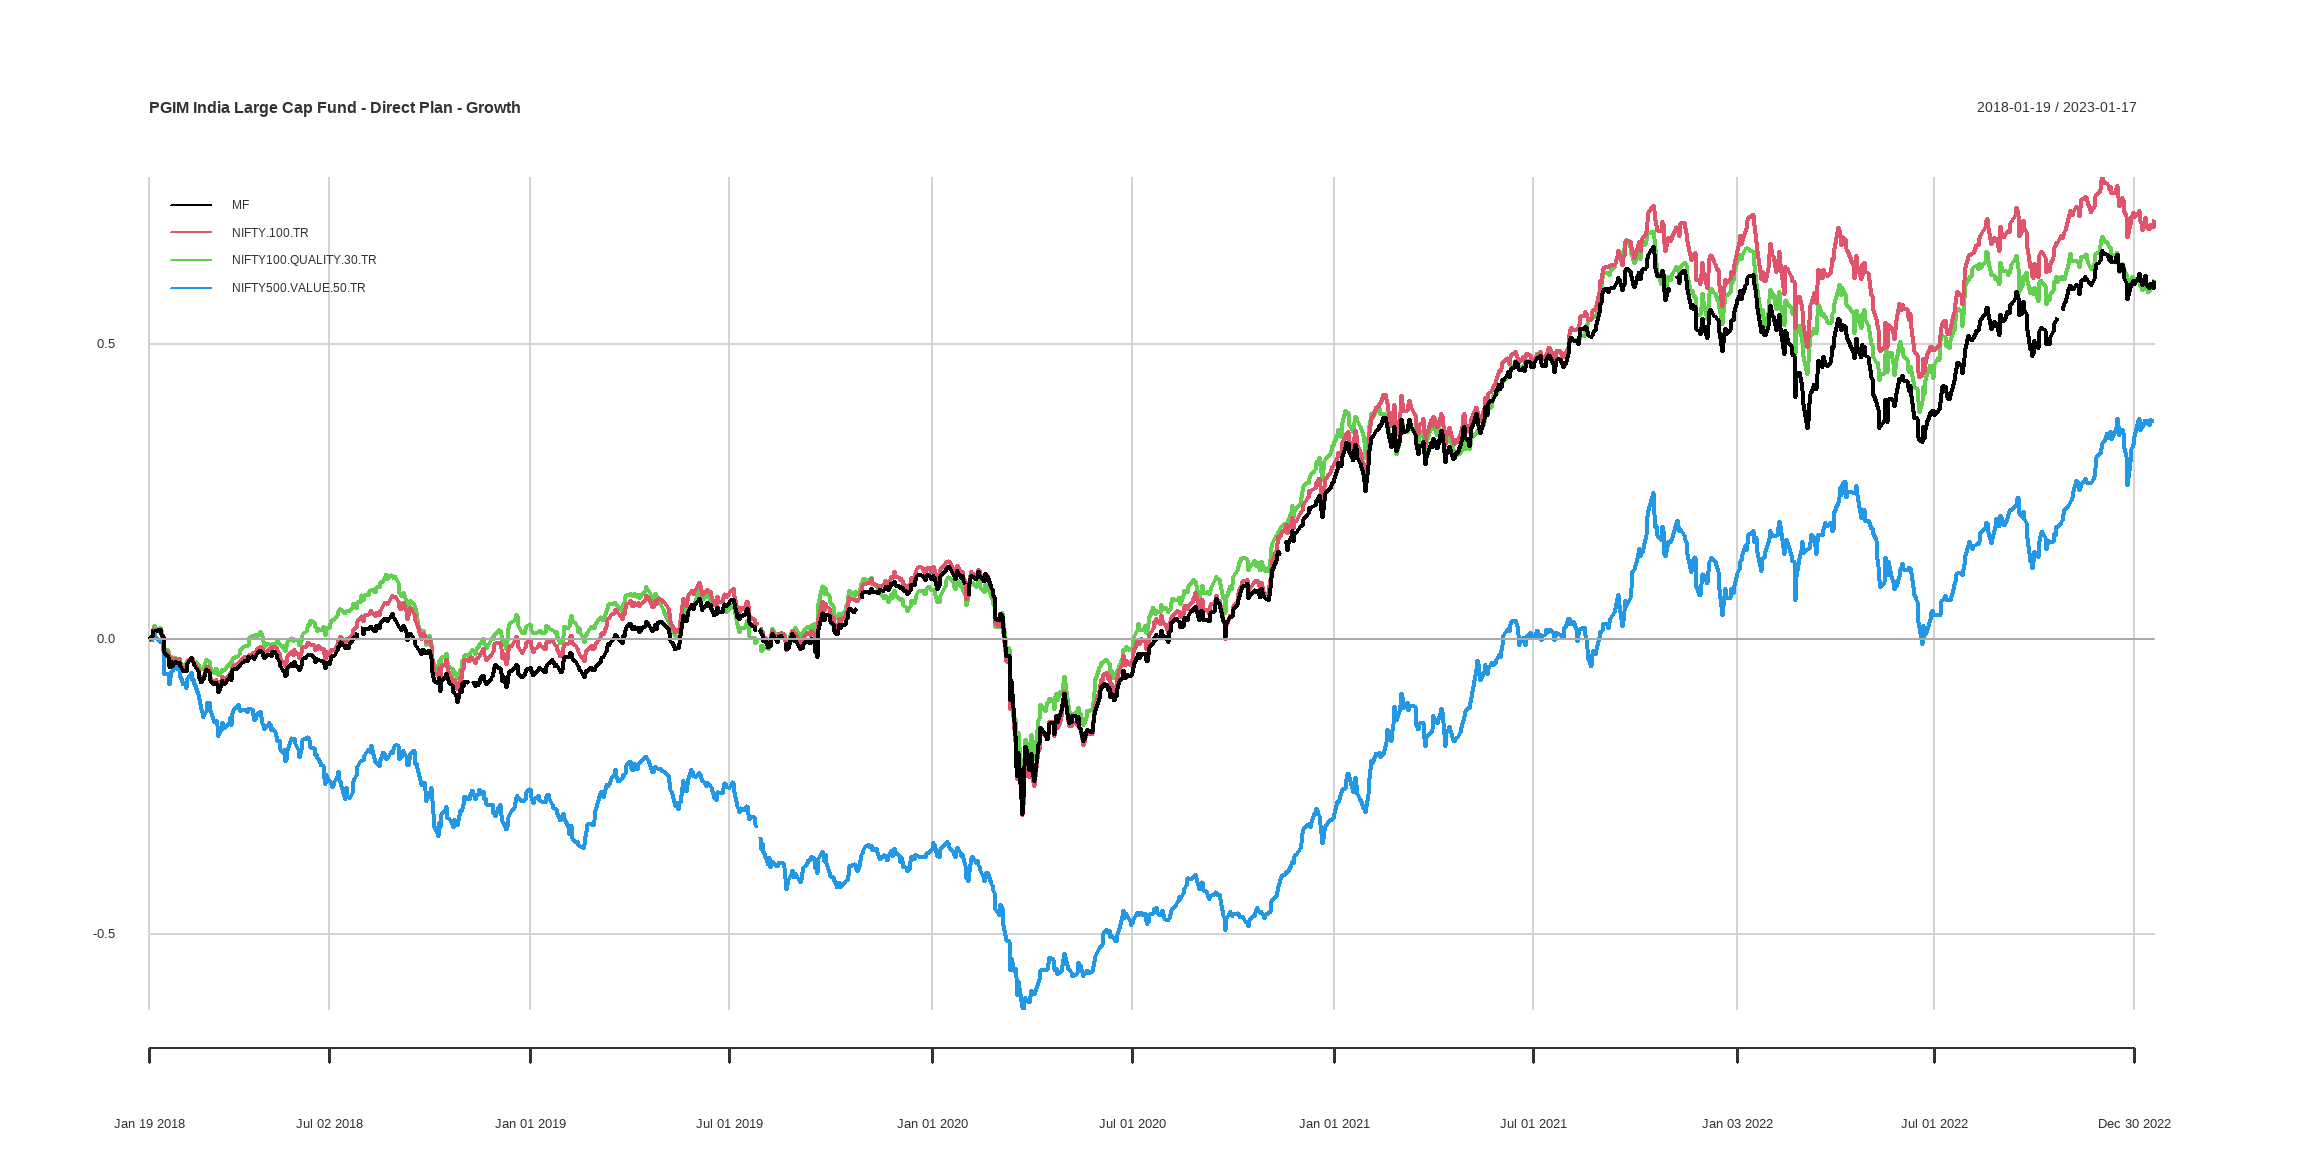 PGIM India Large Cap Fund - Direct Plan - Growth
2018-01-19 / 2023-01-17
MF
NIFTY.100.TR
NIFTY100.QUALITY.30.TR
NIFTY500.VALUE.50.TR
0.5
0.0
-0.5
Jan 19 2018 Jul 02 2018 Jan 01 2019 Jul 01 2019 Jan 01 2020 Jul 01 2020 Jan 01 2021 Jul 01 2021 Jan 03 2022 Jul 01 2022 Dec 30 2022